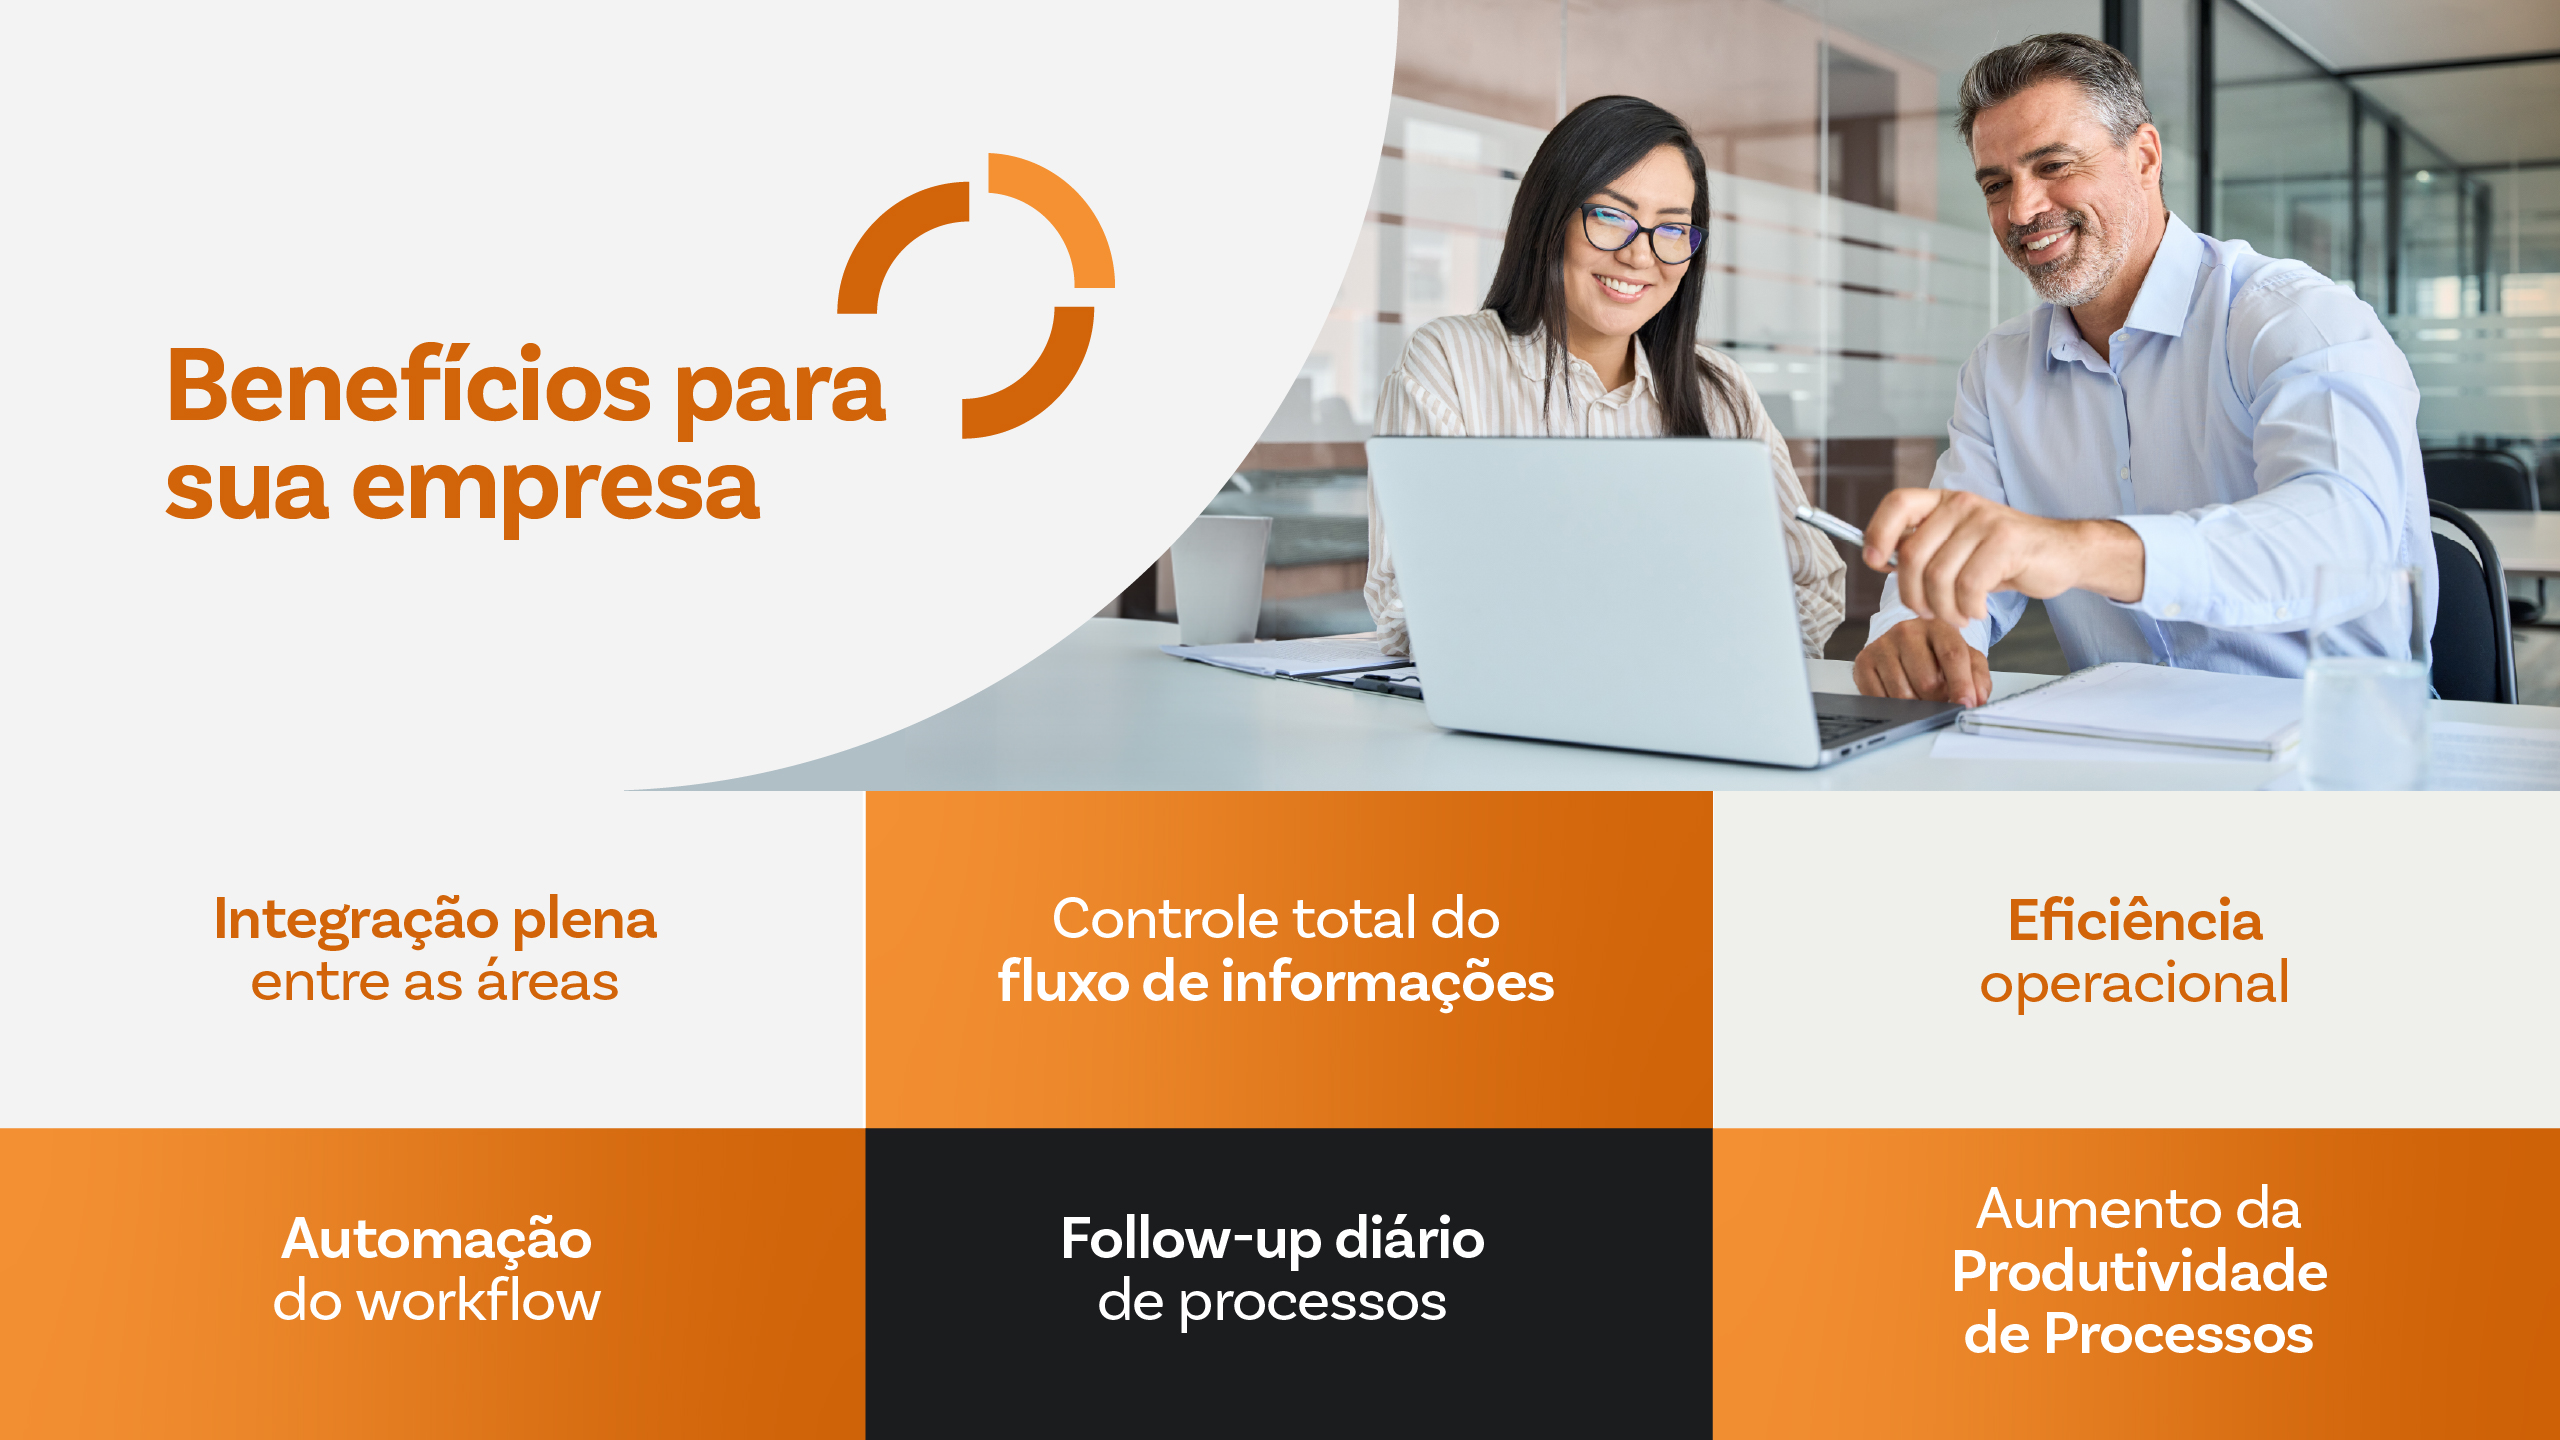 Benefícios para
sua empresa
Integração plena
entre as áreas
Controle total do
fluxo de informações
Eficiência
operacional
Automação
do workflow
Follow-up diário
de processos
Aumento da
Produtividade
de Processos